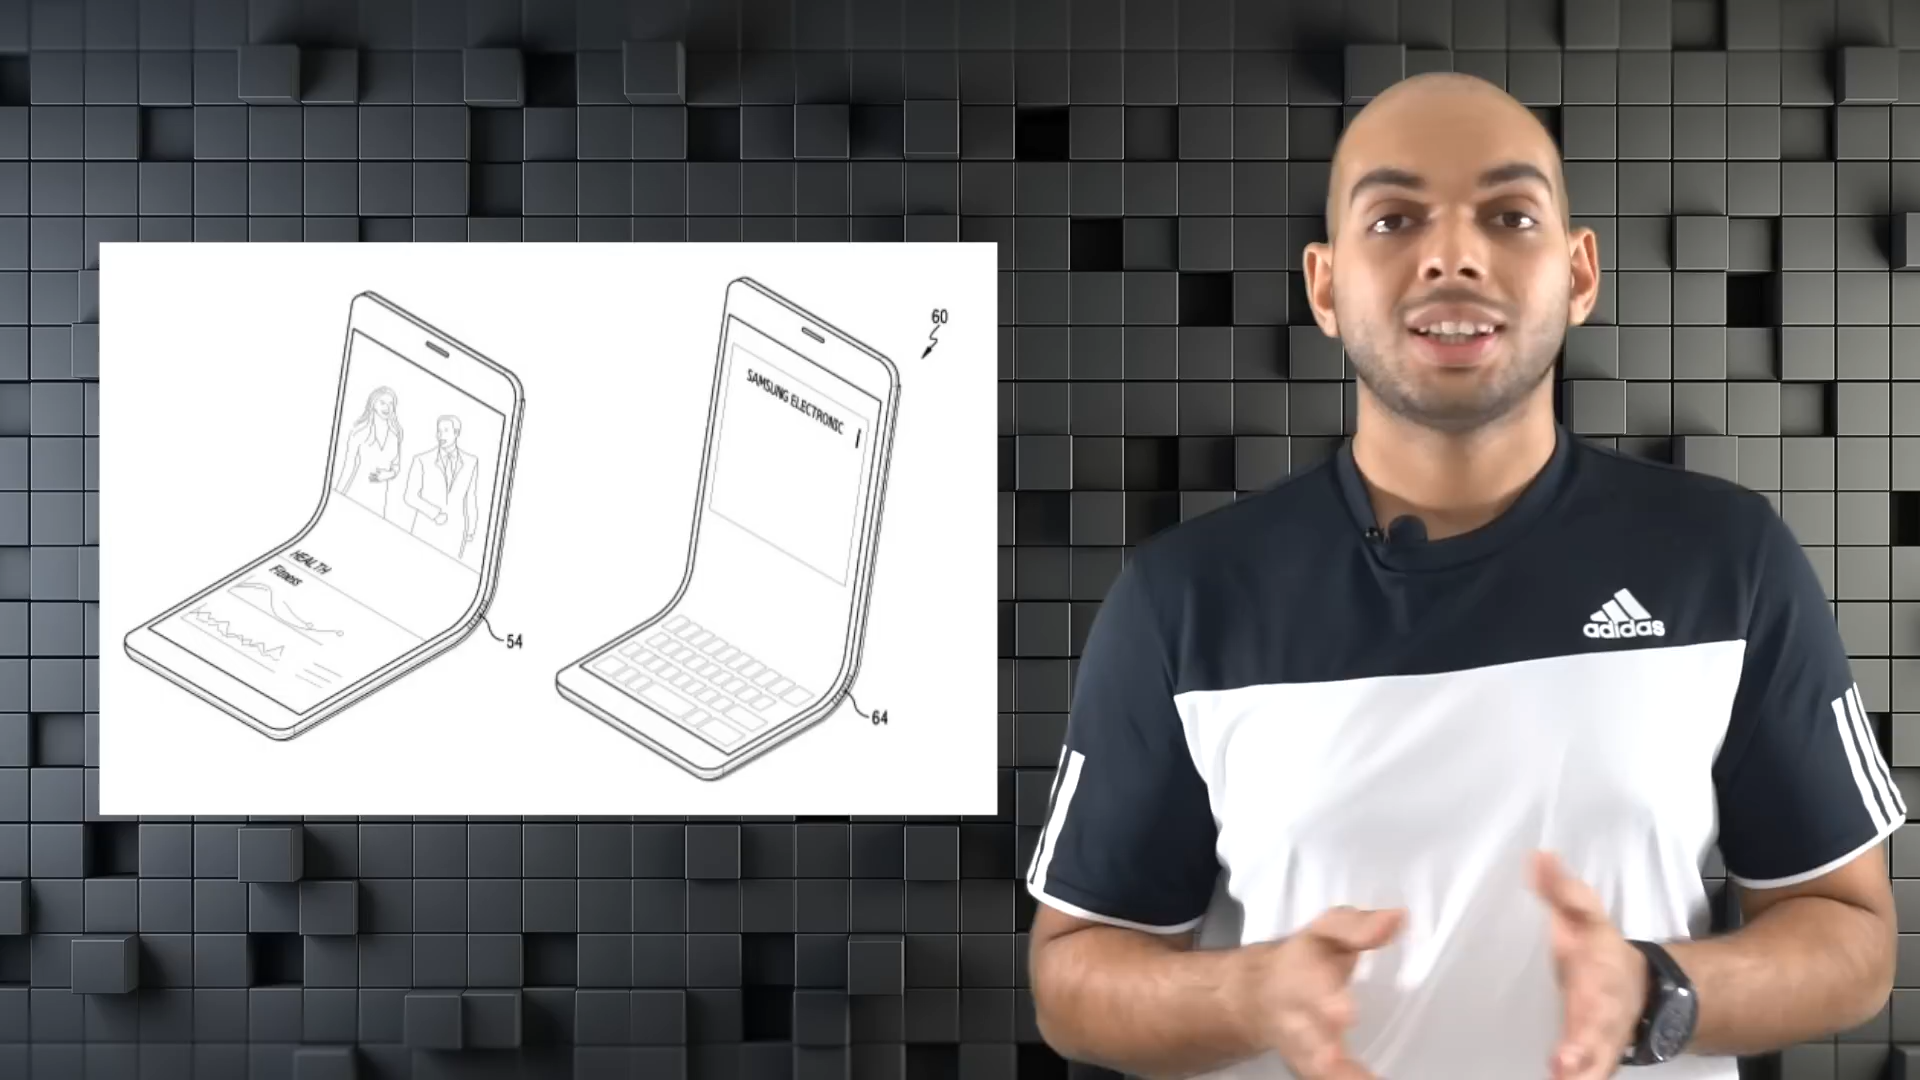 60
SAMSUNG ELECTRONIC
HEALTH
Fitness
54
64
adidas